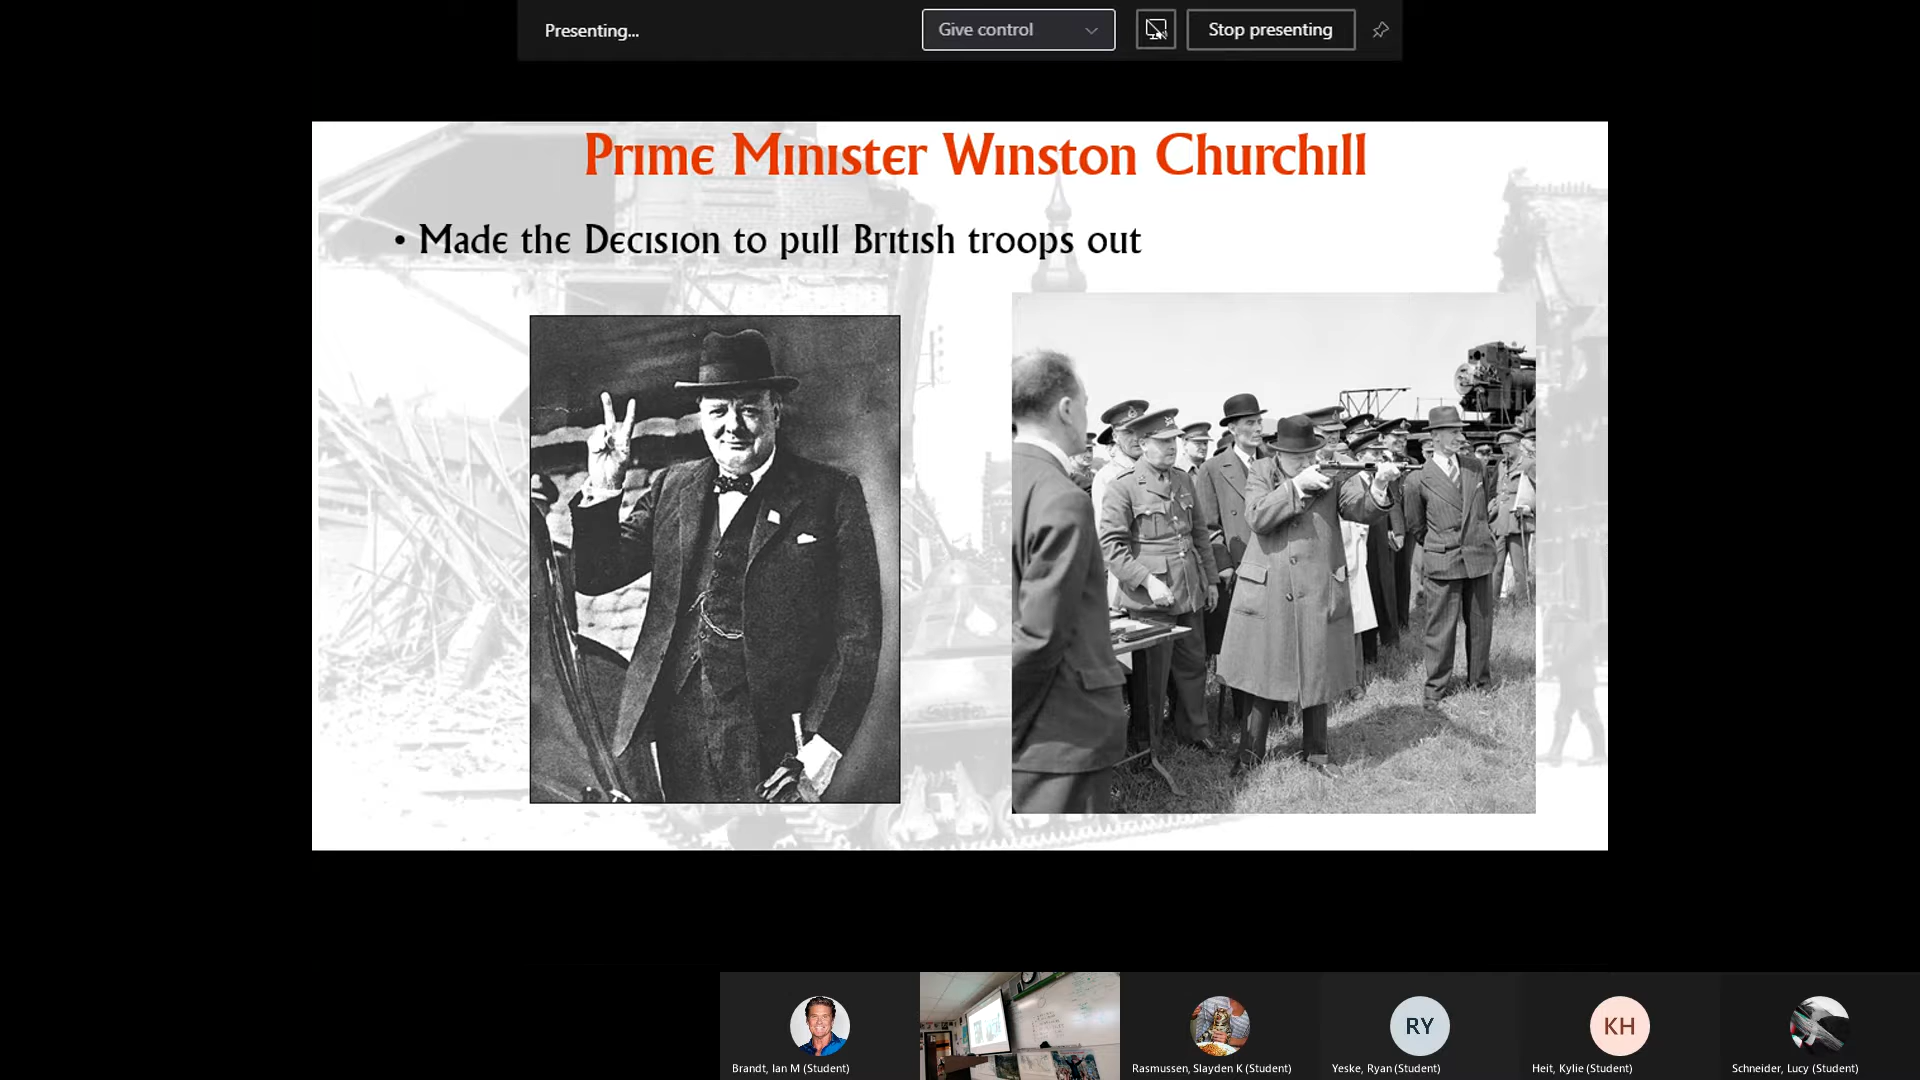 Presenting...
Give control
Stop presenting
Prime Minister Winston Churchill
• Made the Decision to pull British troops out
RY
KH
Brandt, Ian M (Student)
Rasmussen, Slayden K (Student)
Yeske, Ryan (Student)
Heit, Kylie (Student)
Schneider, Lucy (Student)